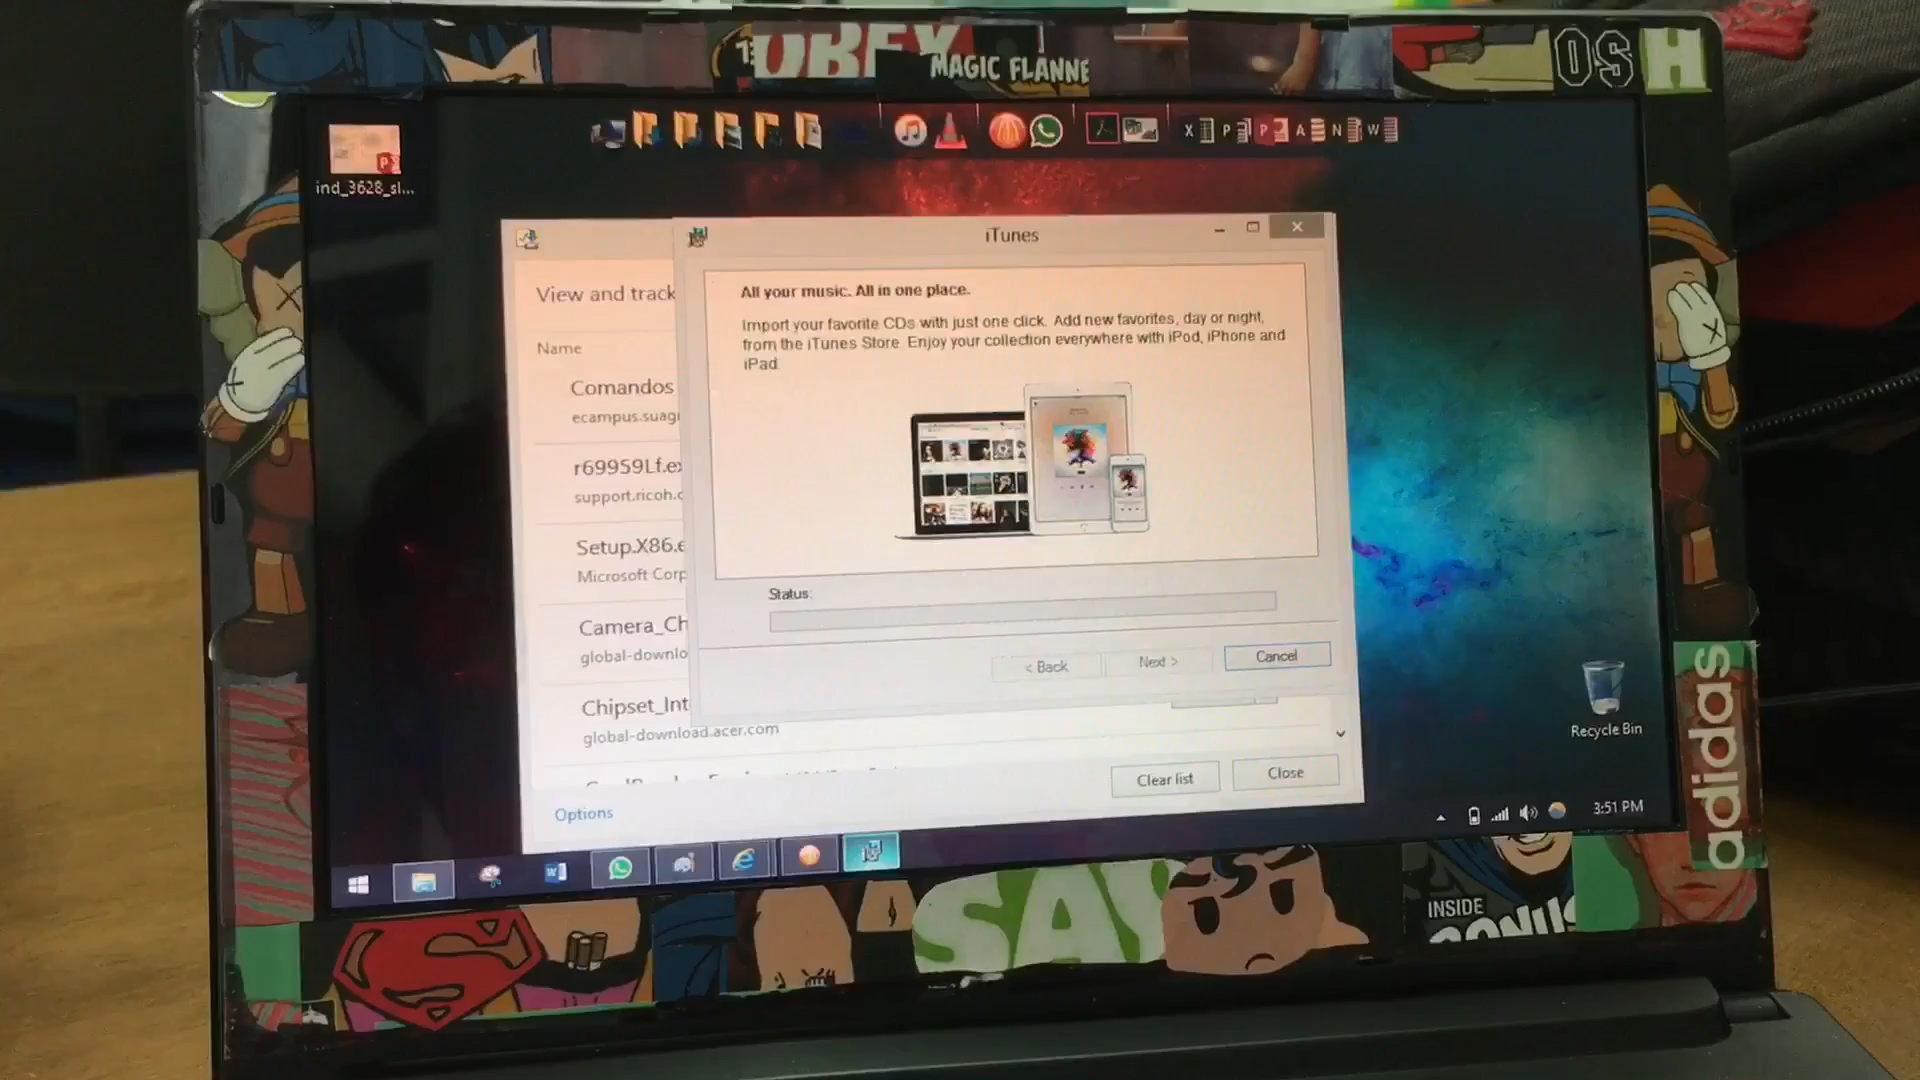 OBEY
MAGIC FLANNE
OS
H
ind_3628_sl...
X
P
P
A
N
W
iTunes
View and track
All your music. All in one place.
Import your favorite CDs with just one click. Add new favorites, day or night,
from the iTunes Store. Enjoy your collection everywhere with iPod, iPhone and
iPad.
Name
Comandos
ecampus.suagr
r69959Lf.ex
support.ricoh.c
Setup.X86.e
Microsoft Corp
Status:
Camera_Ch
global-downlo
< Back
Next >
Cancel
Chipset_Int
global-download.acer.com
Recycle Bin
Clear list
Close
Options
3:51 PM
adidas
SAY
INSIDE
BONUS